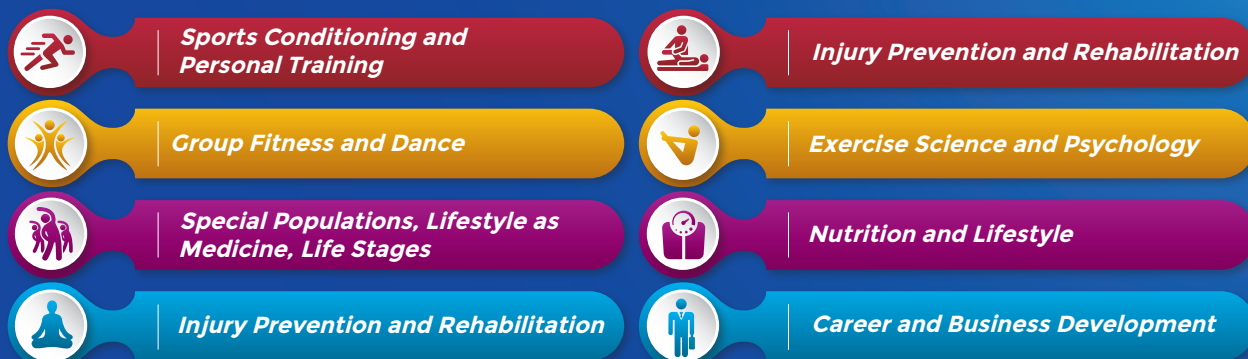 Sports Conditioning and
Personal Training
Injury Prevention and Rehabilitation
Group Fitness and Dance
Exercise Science and Psychology
Special Populations, Lifestyle as
Medicine, Life Stages
Nutrition and Lifestyle
Injury Prevention and Rehabilitation
Career and Business Development